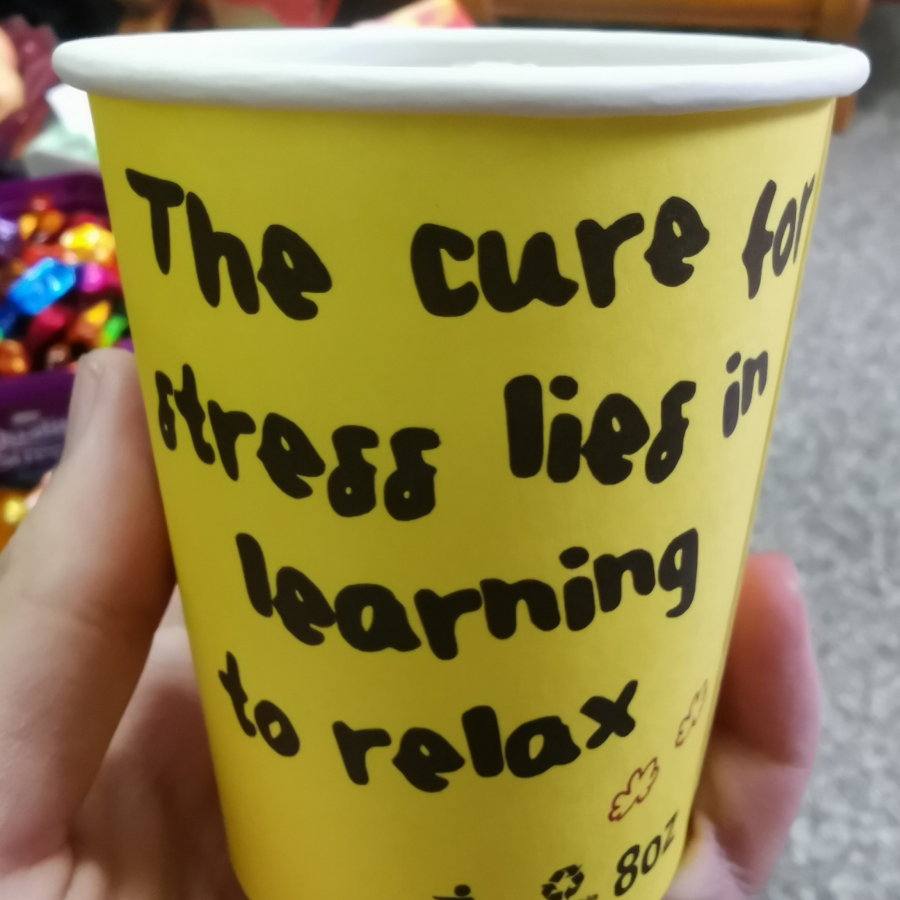 The cure for
stress lies in
learning
to relax
8oz